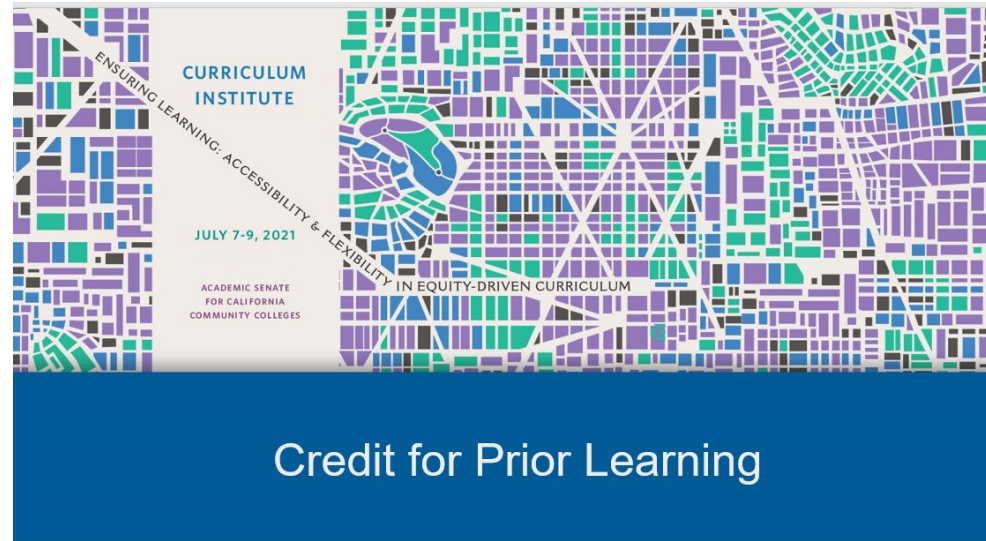 CURRICULUM
INSTITUTE
ENSURING LEARNING: ACCESSIBILITY & FLEXIBILITY
IN EQUITY-DRIVEN CURRICULUM
JULY 7-9, 2021
ACADEMIC SENATE
FOR CALIFORNIA
COMMUNITY COLLEGES
Credit for Prior Learning